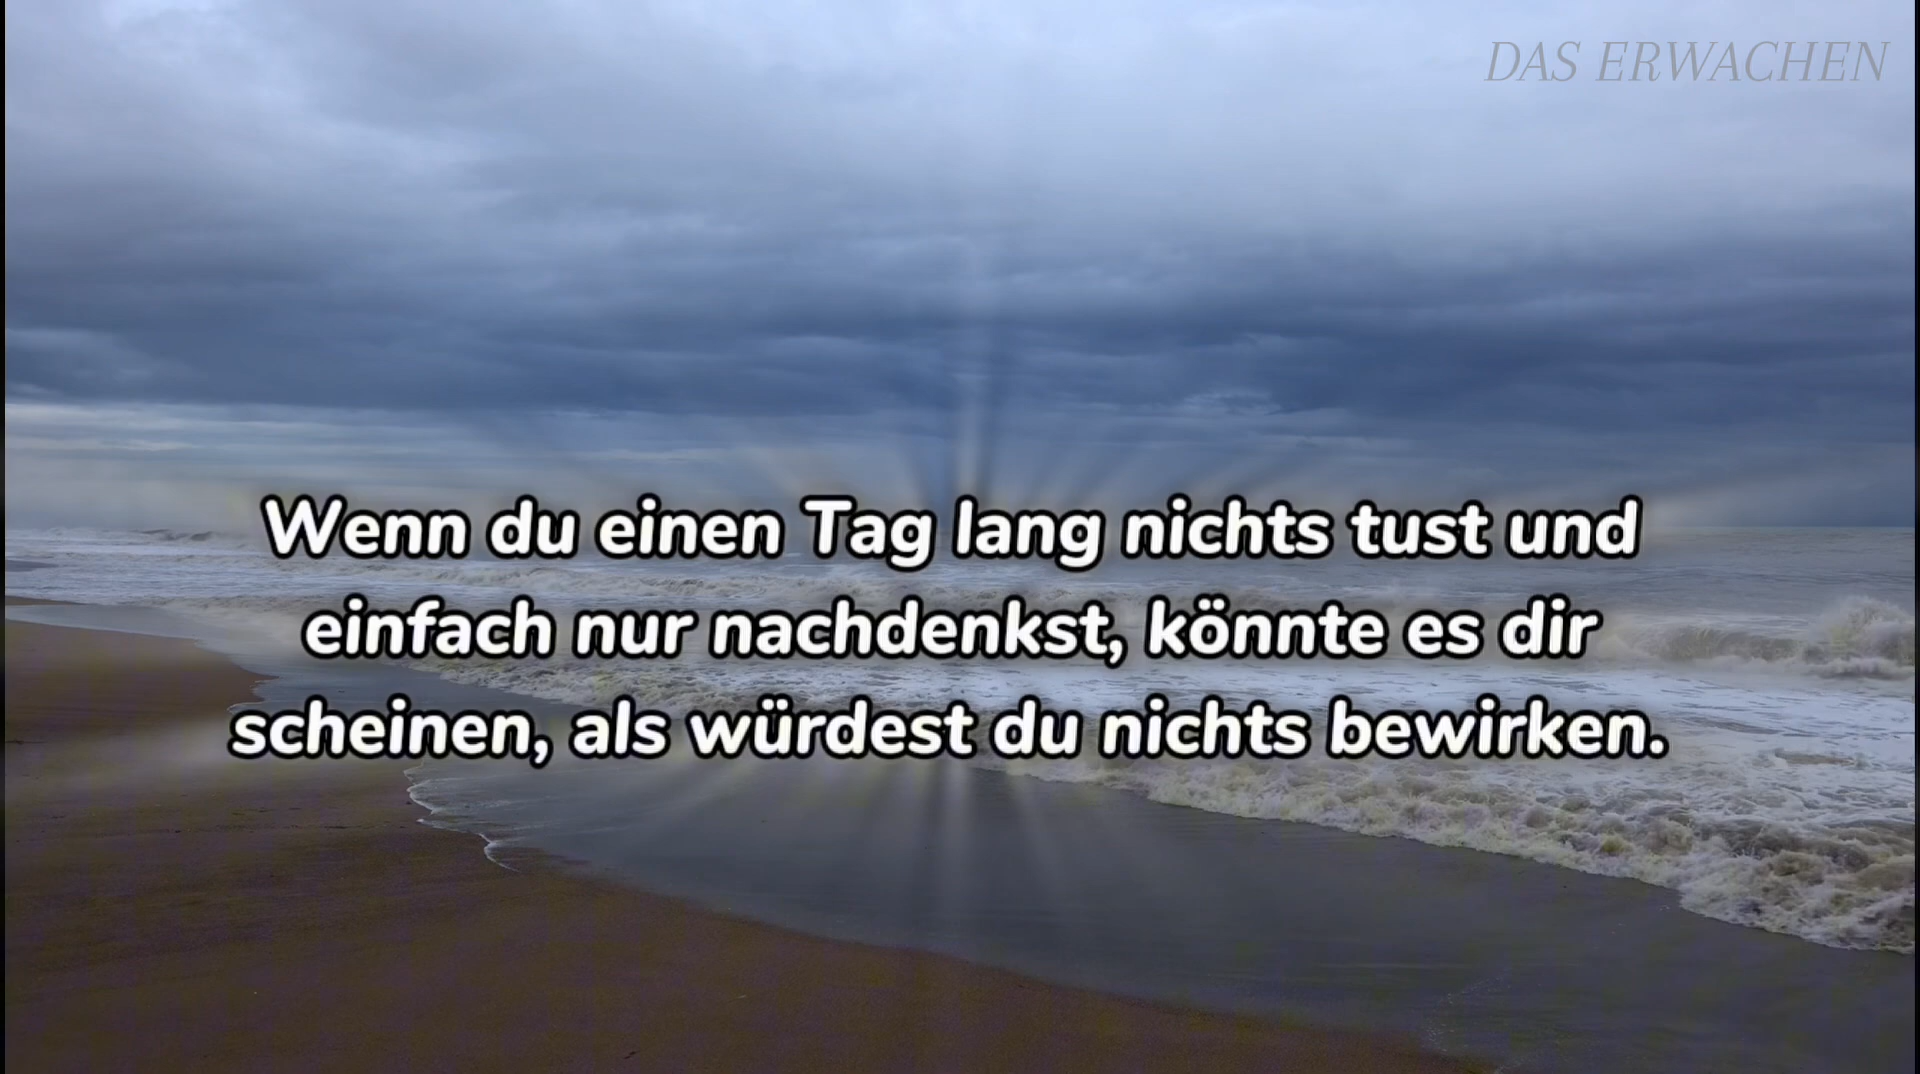 DAS ERWACHEN
Wenn du einen Tag lang nichts tust und
einfach nur nachdenkst, könnte es dir
scheinen, als würdest du nichts bewirken.